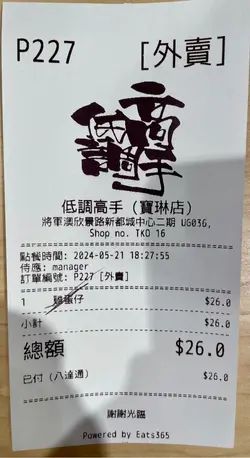 P227 [外賣]
低調高手
低調高手（寶琳店）
將軍澳欣景路新都城中心二期 UG036,
Shop no. TKO 16
點餐時間: 2024-05-21 18:27:55
侍應: manager
訂單編號: P227 [外賣]
1 雞蛋仔 $26.0
小計 $26.0
總額 $26.0
已付（八達通） $26.0
謝謝光臨
Powered by Eats365